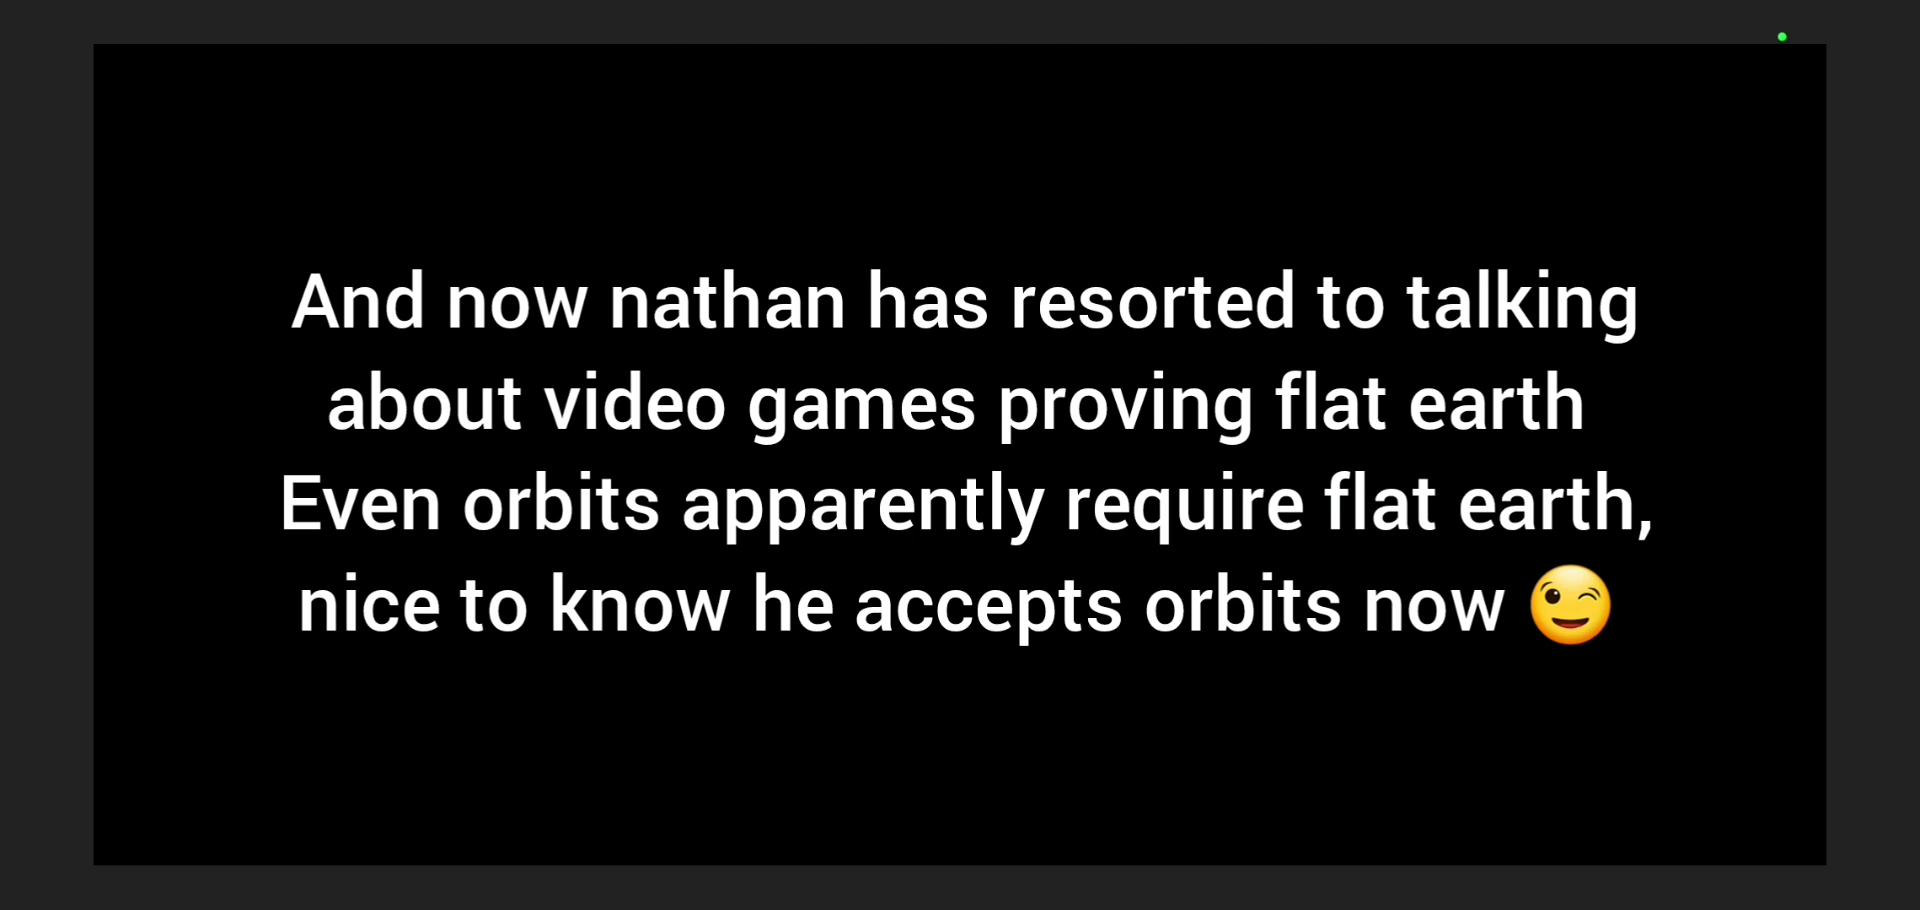 And now nathan has resorted to talking
about video games proving flat earth
Even orbits apparently require flat earth,
nice to know he accepts orbits now 😉